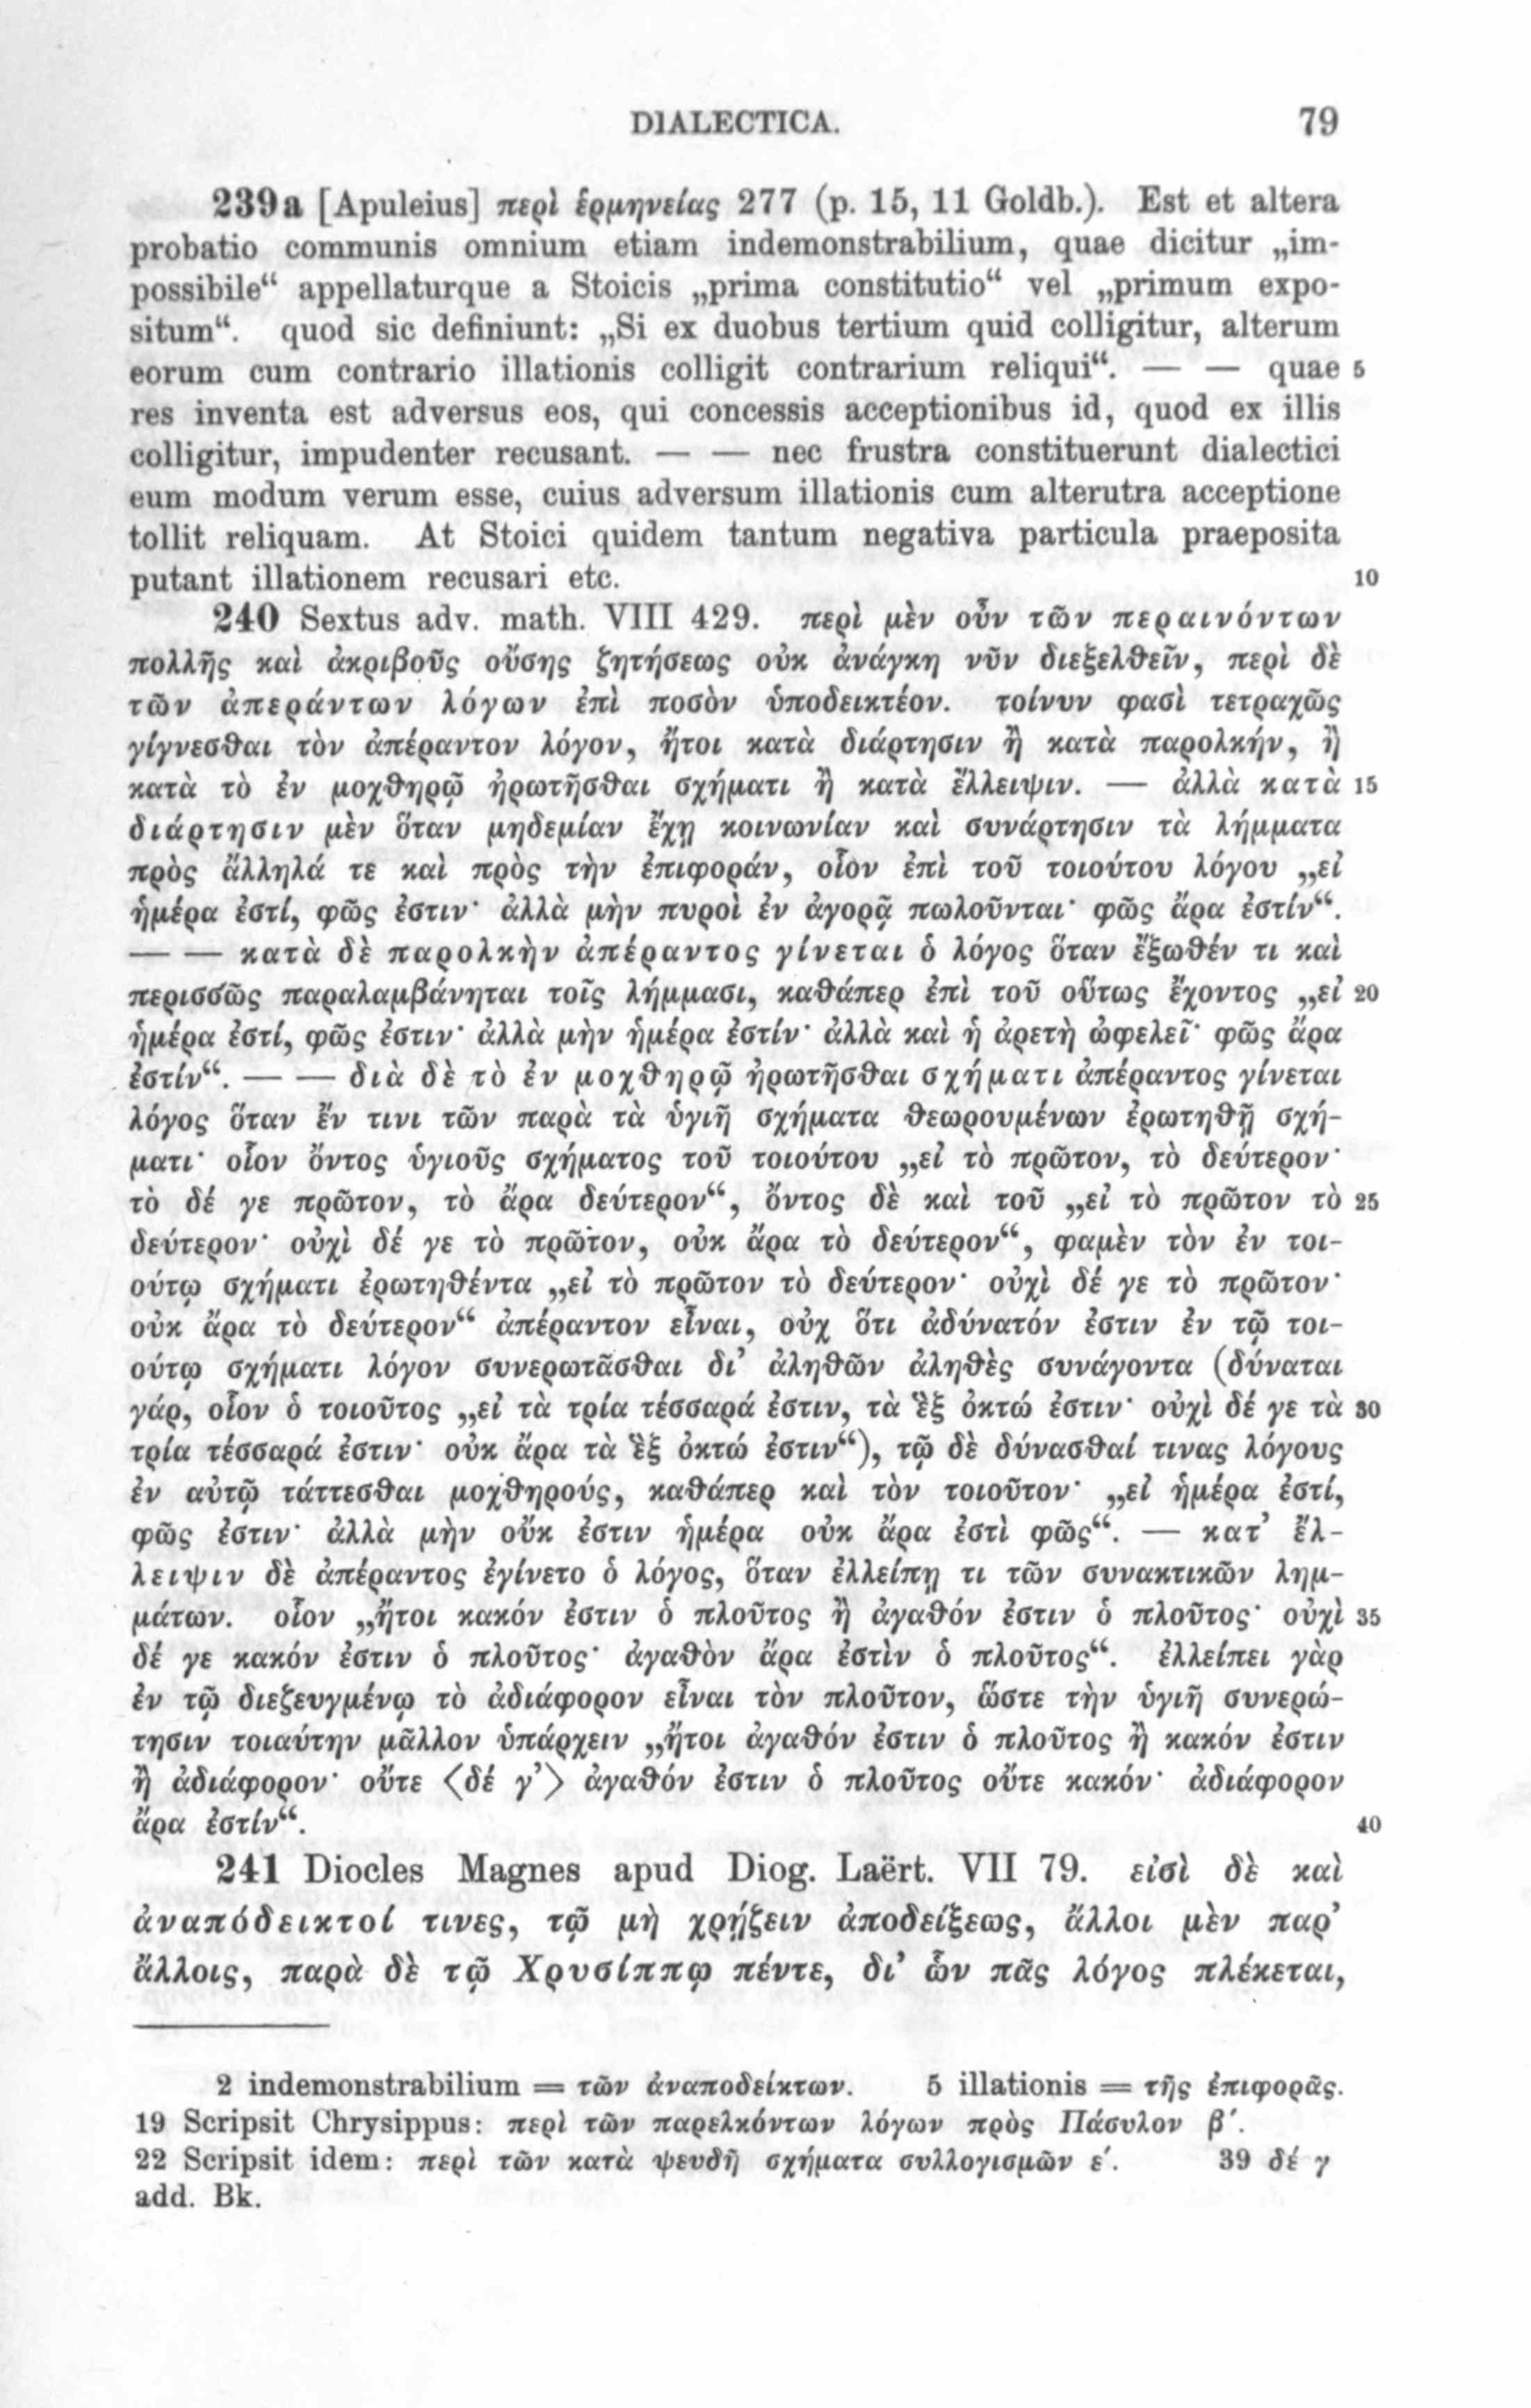 DIALECTICA. 79
239a [Apuleius] περὶ ἑρμηνείας 277 (p. 15, 11 Goldb.). Est et altera
probatio communis omnium etiam indemonstrabilium, quae dicitur „im-
possibile“ appellaturque a Stoicis „prima constitutio“ vel „primum expo-
situm“. quod sic definiunt: „Si ex duobus tertium quid colligitur, alterum
eorum cum contrario illationis colligit contrarium reliqui“. — — quae 5
res inventa est adversus eos, qui concessis acceptionibus id, quod ex illis
colligitur, impudenter recusant. — — nec frustra constituerunt dialectici
eum modum verum esse, cuius adversum illationis cum alterutra acceptione
tollit reliquam. At Stoici quidem tantum negativa particula praeposita
putant illationem recusari etc. 10
240 Sextus adv. math. VIII 429. περὶ μὲν οὖν τῶν περαινόντων
πολλῆς καὶ ἀκριβοῦς οὔσης ζητήσεως οὐκ ἀνάγκη νῦν διεξελθεῖν, περὶ δὲ
τῶν ἀπεράντων λόγων ἐπὶ ποσὸν ὑποδεικτέον. τοίνυν φασὶ τετραχῶς
γίγνεσθαι τὸν ἀπέραντον λόγον, ἤτοι κατὰ διάρτησιν ἢ κατὰ παρολκήν, ἢ
κατὰ τὸ ἐν μοχθηρῷ ἠρωτῆσθαι σχήματι ἢ κατὰ ἔλλειψιν. — ἀλλὰ κατὰ 15
διάρτησιν μὲν ὅταν μηδεμίαν ἔχῃ κοινωνίαν καὶ συνάρτησιν τὰ λήμματα
πρὸς ἄλληλά τε καὶ πρὸς τὴν ἐπιφοράν, οἷον ἐπὶ τοῦ τοιούτου λόγου „εἰ
ἡμέρα ἐστί, φῶς ἐστιν· ἀλλὰ μὴν πυροὶ ἐν ἀγορᾷ πωλοῦνται· φῶς ἄρα ἐστίν“.
— — κατὰ δὲ παρολκὴν ἀπέραντος γίνεται ὁ λόγος ὅταν ἔξωθέν τι καὶ
περισσῶς παραλαμβάνηται τοῖς λήμμασι, καθάπερ ἐπὶ τοῦ οὕτως ἔχοντος „εἰ 20
ἡμέρα ἐστί, φῶς ἐστιν· ἀλλὰ μὴν ἡμέρα ἐστίν· ἀλλὰ καὶ ἡ ἀρετὴ ὠφελεῖ· φῶς ἄρα
ἐστίν“. — — διὰ δὲ τὸ ἐν μοχθηρῷ ἠρωτῆσθαι σχήματι ἀπέραντος γίνεται
λόγος ὅταν ἔν τινι τῶν παρὰ τὰ ὑγιῆ σχήματα θεωρουμένων ἐρωτηθῇ σχή-
ματι· οἷον ὄντος ὑγιοῦς σχήματος τοῦ τοιούτου „εἰ τὸ πρῶτον, τὸ δεύτερον·
τὸ δέ γε πρῶτον, τὸ ἄρα δεύτερον“, ὄντος δὲ καὶ τοῦ „εἰ τὸ πρῶτον τὸ 25
δεύτερον· οὐχὶ δέ γε τὸ πρῶτον, οὐκ ἄρα τὸ δεύτερον“, φαμὲν τὸν ἐν τοι-
ούτῳ σχήματι ἐρωτηθέντα „εἰ τὸ πρῶτον τὸ δεύτερον· οὐχὶ δέ γε τὸ πρῶτον·
οὐκ ἄρα τὸ δεύτερον“ ἀπέραντον εἶναι, οὐχ ὅτι ἀδύνατόν ἐστιν ἐν τῷ τοι-
ούτῳ σχήματι λόγον συνερωτᾶσθαι δι’ ἀληθῶν ἀληθὲς συνάγοντα (δύναται
γάρ, οἷον ὁ τοιοῦτος „εἰ τὰ τρία τέσσαρά ἐστιν, τὰ ἓξ ὀκτώ ἐστιν· οὐχὶ δέ γε τὰ 30
τρία τέσσαρά ἐστιν· οὐκ ἄρα τὰ ἓξ ὀκτώ ἐστιν“), τῷ δὲ δύνασθαί τινας λόγους
ἐν αὐτῷ τάττεσθαι μοχθηρούς, καθάπερ καὶ τὸν τοιοῦτον· „εἰ ἡμέρα ἐστί,
φῶς ἐστιν· ἀλλὰ μὴν οὔκ ἐστιν ἡμέρα οὐκ ἄρα ἐστὶ φῶς“. — κατ’ ἔλ-
λειψιν δὲ ἀπέραντος ἐγίνετο ὁ λόγος, ὅταν ἐλλείπῃ τι τῶν συνακτικῶν λημ-
μάτων. οἷον „ἤτοι κακόν ἐστιν ὁ πλοῦτος ἢ ἀγαθόν ἐστιν ὁ πλοῦτος· οὐχὶ 35
δέ γε κακόν ἐστιν ὁ πλοῦτος· ἀγαθὸν ἄρα ἐστὶν ὁ πλοῦτος“. ἐλλείπει γὰρ
ἐν τῷ διεζευγμένῳ τὸ ἀδιάφορον εἶναι τὸν πλοῦτον, ὥστε τὴν ὑγιῆ συνερώ-
τησιν τοιαύτην μᾶλλον ὑπάρχειν „ἤτοι ἀγαθόν ἐστιν ὁ πλοῦτος ἢ κακόν ἐστιν
ἢ ἀδιάφορον· οὔτε ⟨δέ γ’⟩ ἀγαθόν ἐστιν ὁ πλοῦτος οὔτε κακόν· ἀδιάφορον
ἄρα ἐστίν“. 40
241 Diocles Magnes apud Diog. Laërt. VII 79. εἰσὶ δὲ καὶ
ἀναπόδεικτοί τινες, τῷ μὴ χρῄζειν ἀποδείξεως, ἄλλοι μὲν παρ’
ἄλλοις, παρὰ δὲ τῷ Χρυσίππῳ πέντε, δι’ ὧν πᾶς λόγος πλέκεται,
2 indemonstrabilium = τῶν ἀναποδείκτων. 5 illationis = τῆς ἐπιφορᾶς.
19 Scripsit Chrysippus: περὶ τῶν παρελκόντων λόγων πρὸς Πάσυλον β′.
22 Scripsit idem: περὶ τῶν κατὰ ψευδῆ σχήματα συλλογισμῶν ε′. 39 δέ γ
add. Bk.